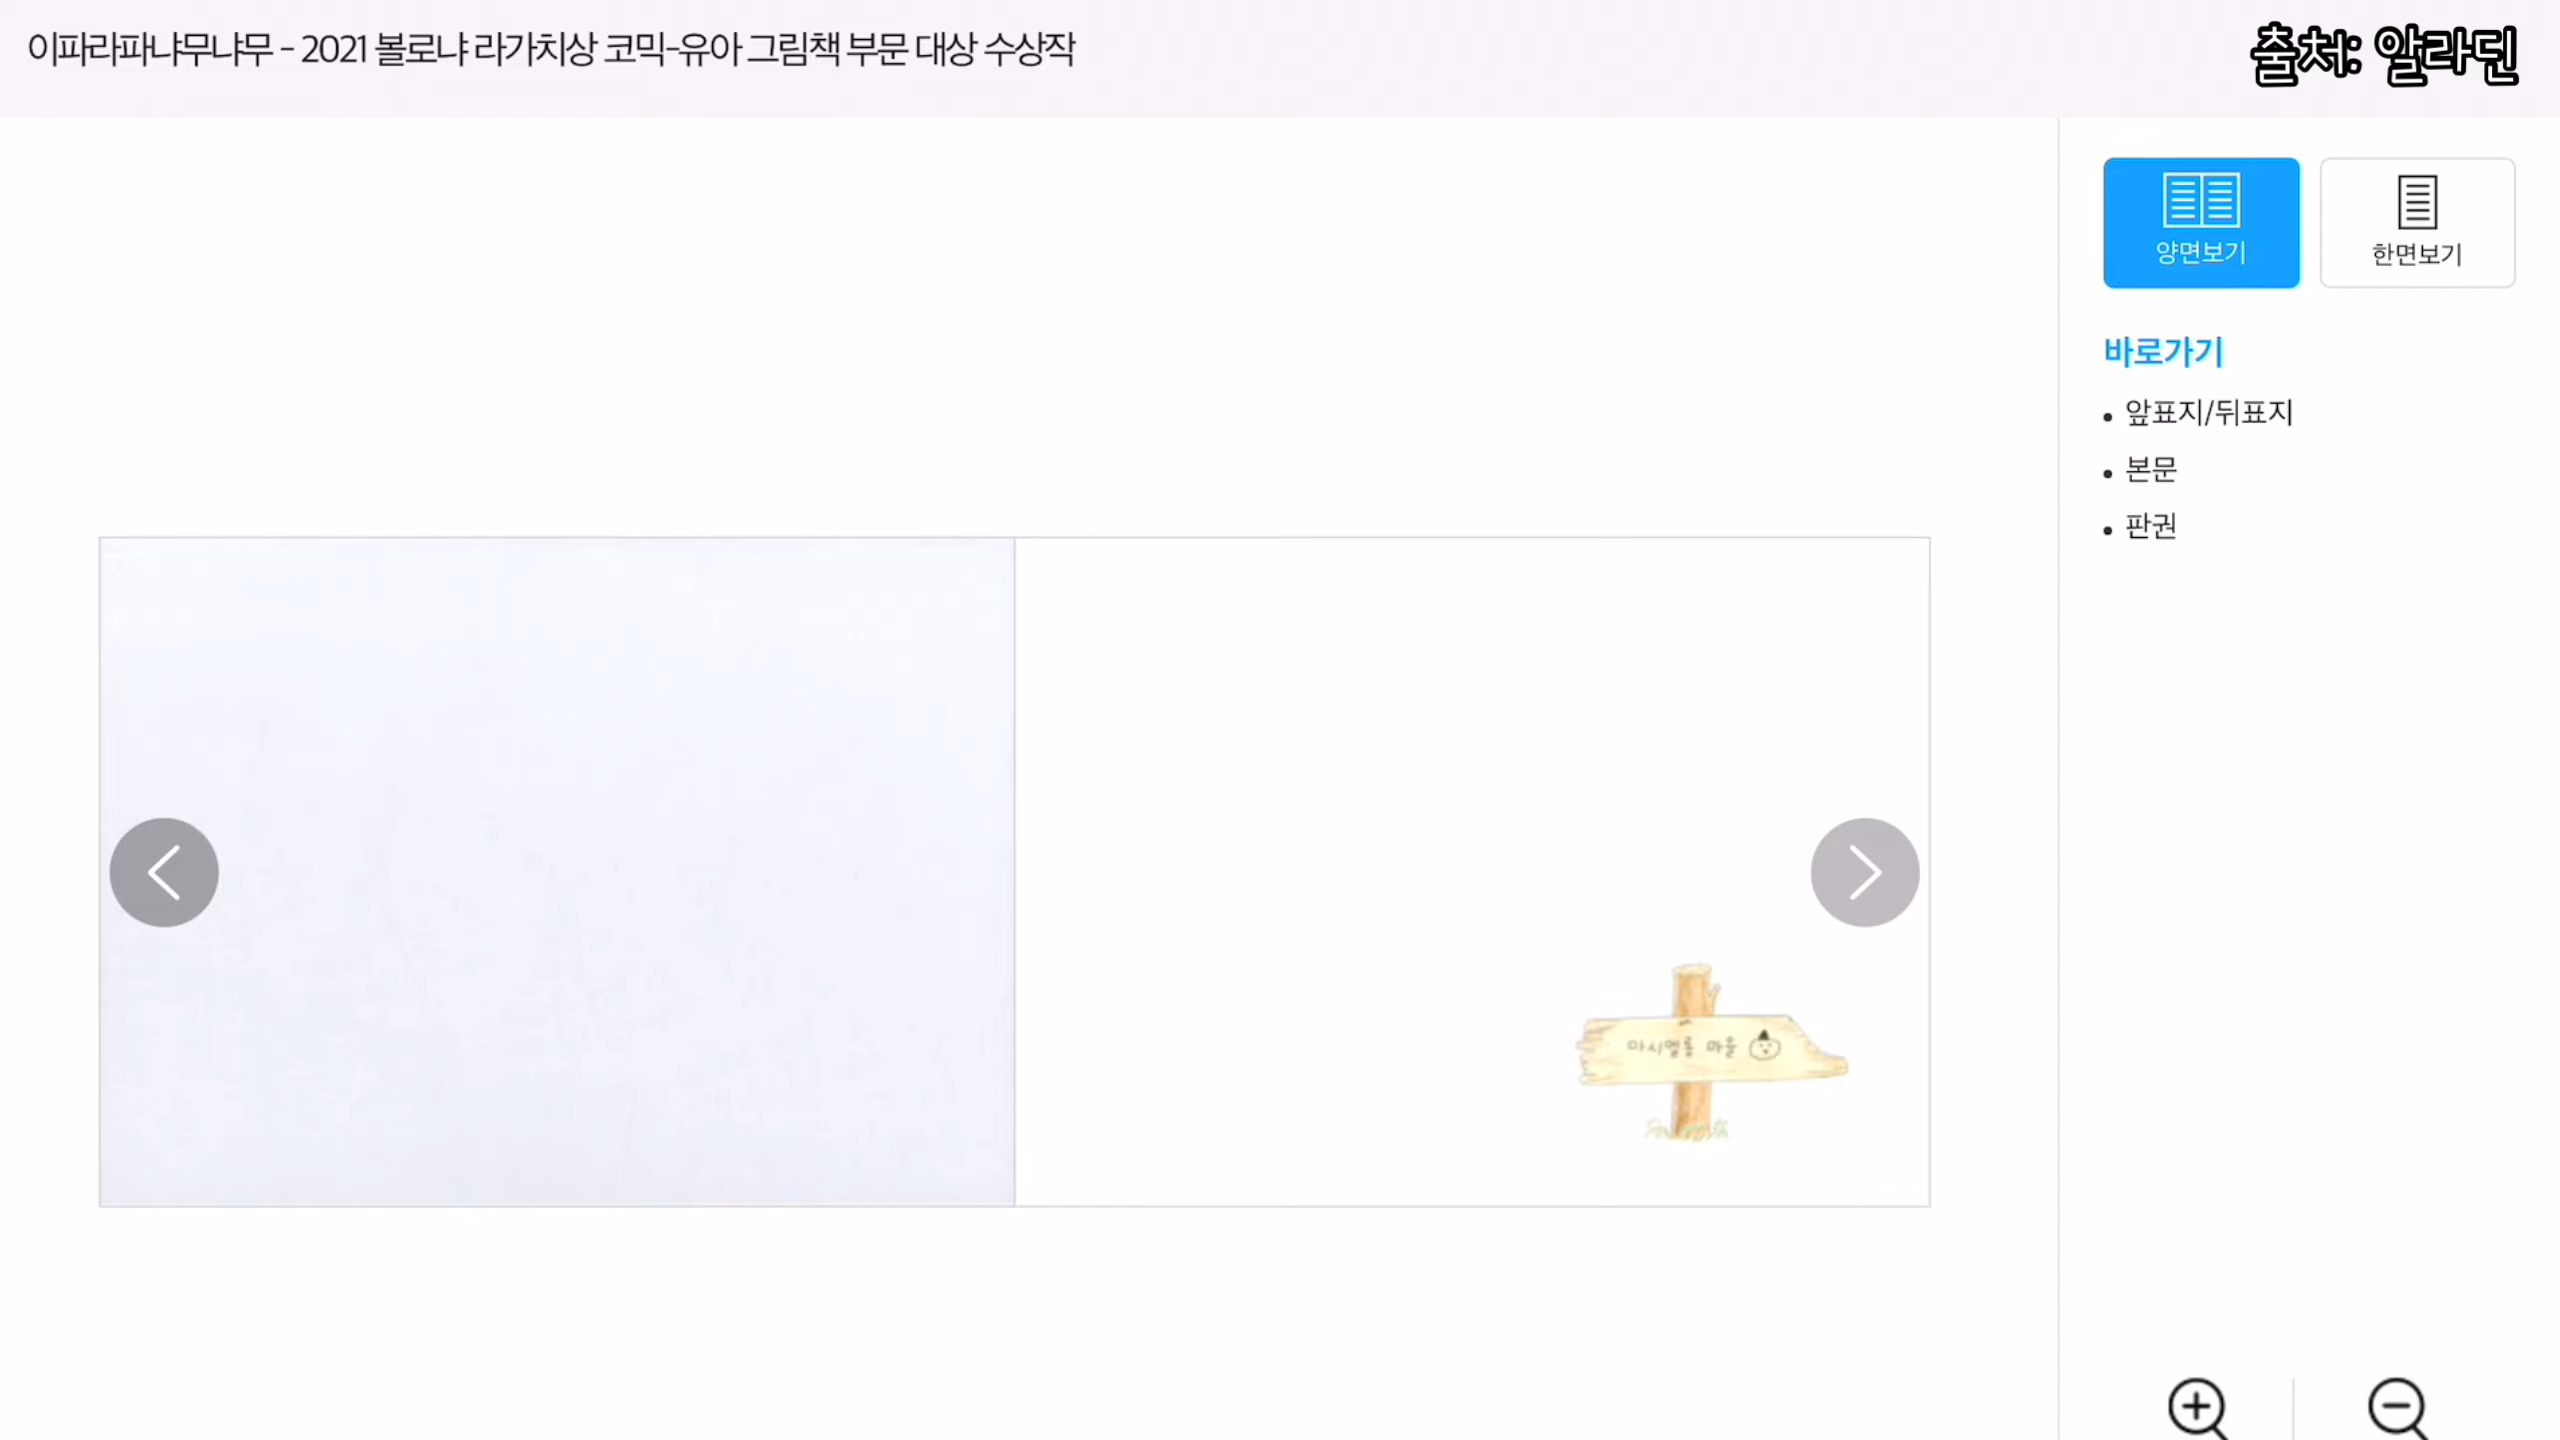 이파라파냐무냐무 - 2021 볼로냐 라가치상 코믹-유아 그림책 부문 대상 수상작
출처: 알라딘
양면보기
한면보기
바로가기
• 앞표지/뒤표지
• 본문
• 판권
마시멜롱 마을